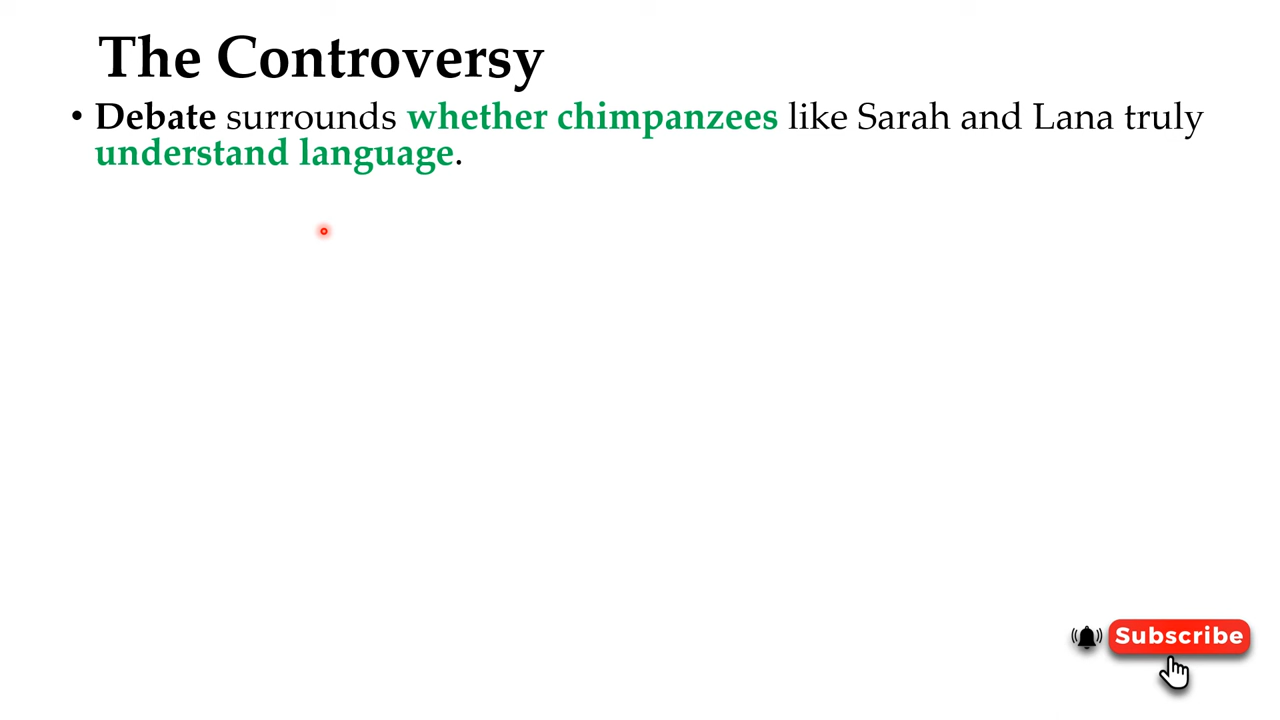 The Controversy
• Debate surrounds whether chimpanzees like Sarah and Lana truly
understand language.
Subscribe